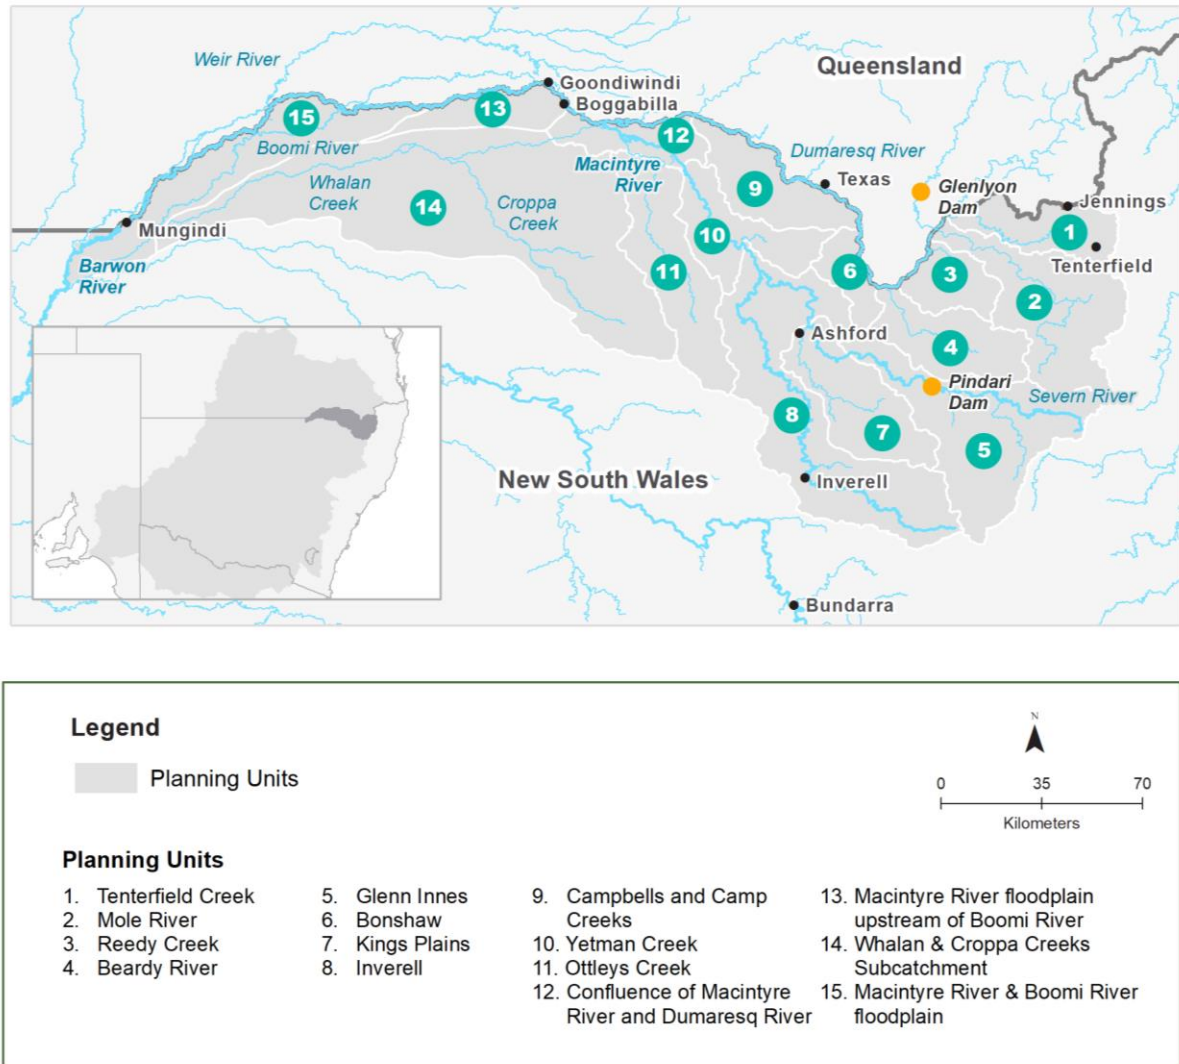 Weir River
Queensland
Goondiwindi
Boggabilla
13
15
12
Boomi River
Macintyre
River
Dumaresq River
Texas
Glenlyon
Dam
Jennings
Whalan
Creek
14
Croppa
Creek
9
1
Mungindi
10
Tenterfield
Barwon
River
11
6
3
2
Ashford
4
Pindari
Dam
Severn River
8
7
5
New South Wales
Inverell
Bundarra
Legend
Planning Units
N
0 35 70
Kilometers
Planning Units
1. Tenterfield Creek
2. Mole River
3. Reedy Creek
4. Beardy River
5. Glenn Innes
6. Bonshaw
7. Kings Plains
8. Inverell
9. Campbells and Camp
Creeks
10. Yetman Creek
11. Ottleys Creek
12. Confluence of Macintyre
River and Dumaresq River
13. Macintyre River floodplain
upstream of Boomi River
14. Whalan & Croppa Creeks
Subcatchment
15. Macintyre River & Boomi River
floodplain